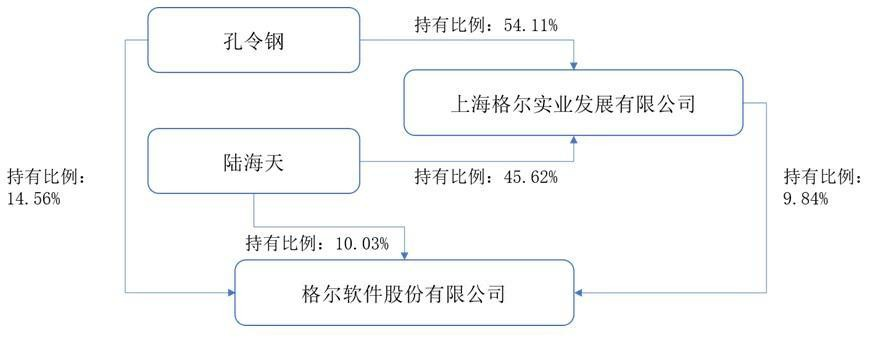 孔令钢
持有比例：54.11%
上海格尔实业发展有限公司
陆海天
持有比例：45.62%
持有比例：
14.56%
持有比例：
9.84%
持有比例：10.03%
格尔软件股份有限公司